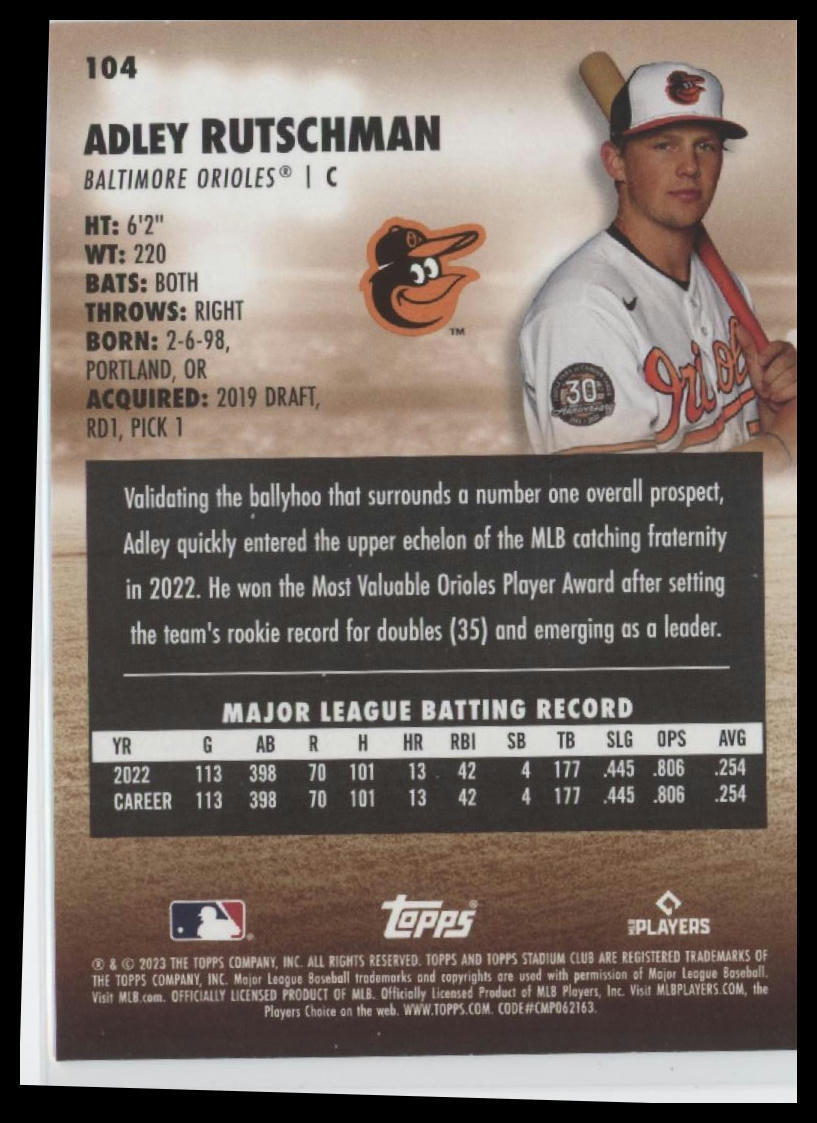 104
ADLEY RUTSCHMAN
BALTIMORE ORIOLES® | C
HT: 6'2"
WT: 220
BATS: BOTH
THROWS: RIGHT
BORN: 2-6-98,
PORTLAND, OR
ACQUIRED: 2019 DRAFT,
RD1, PICK 1
TM
Orioles
30
Anniversary
Validating the ballyhoo that surrounds a number one overall prospect,
Adley quickly entered the upper echelon of the MLB catching fraternity
in 2022. He won the Most Valuable Orioles Player Award after setting
the team's rookie record for doubles (35) and emerging as a leader.
MAJOR LEAGUE BATTING RECORD
YR G AB R H HR RBI SB TB SLG OPS AVG
2022 113 398 70 101 13 42 4 177 .445 .806 .254
CAREER 113 398 70 101 13 42 4 177 .445 .806 .254
Topps®
MLB PLAYERS
® & © 2023 THE TOPPS COMPANY, INC. ALL RIGHTS RESERVED. TOPPS AND TOPPS STADIUM CLUB ARE REGISTERED TRADEMARKS OF
THE TOPPS COMPANY, INC. Major League Baseball trademarks and copyrights are used with permission of Major League Baseball.
Visit MLB.com. OFFICIALLY LICENSED PRODUCT OF MLB. Officially Licensed Product of MLB Players, Inc. Visit MLBPLAYERS.COM, the
Players Choice on the web. WWW.TOPPS.COM. CODE#CMP062163.